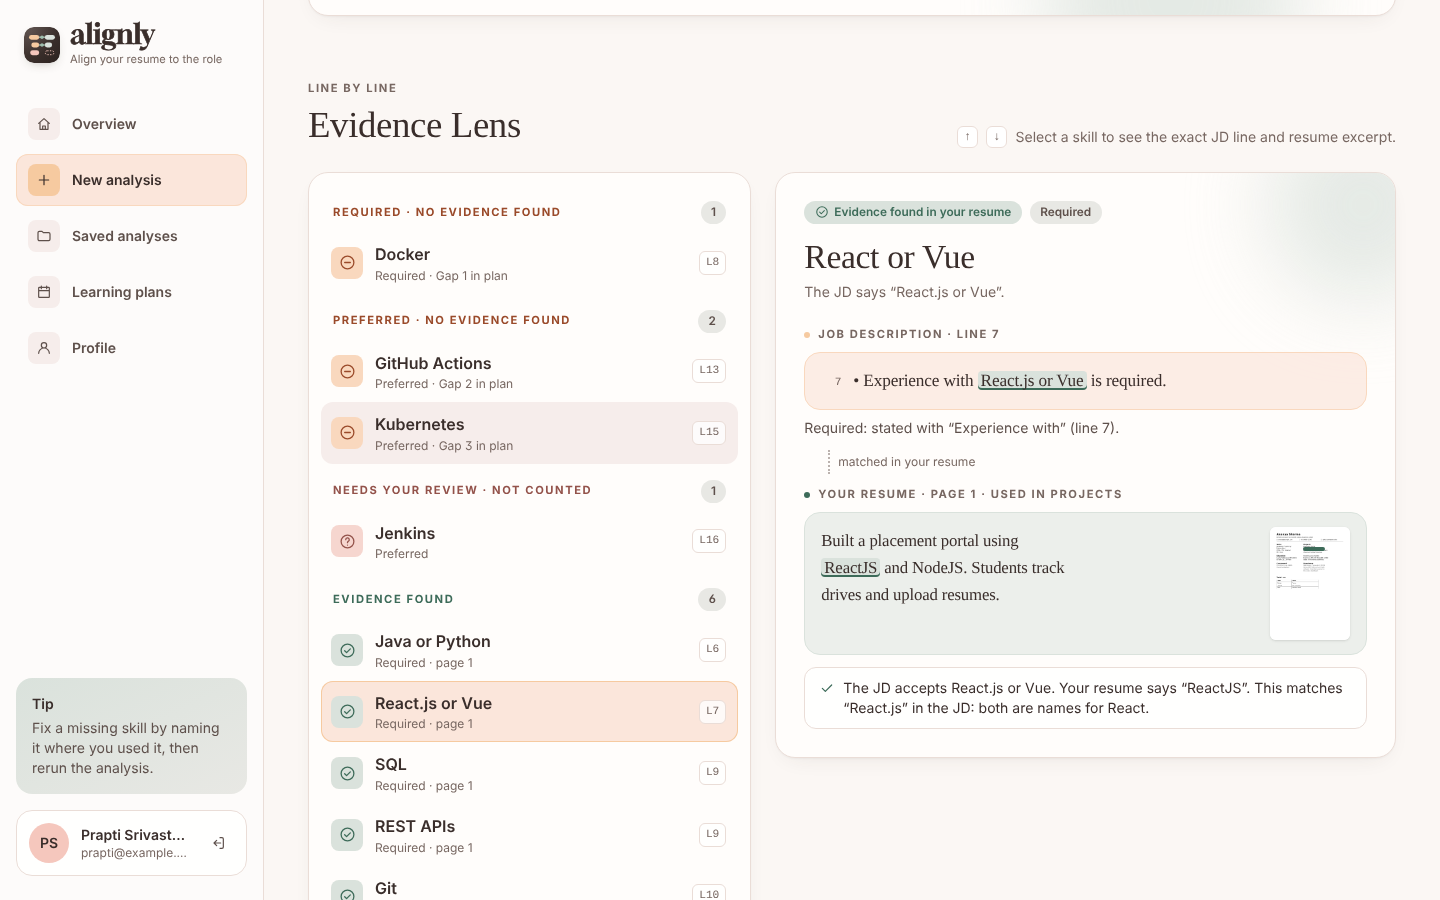 alignly
Align your resume to the role
Overview
New analysis
Saved analyses
Learning plans
Profile
Tip
Fix a missing skill by naming
it where you used it, then
rerun the analysis.
PS
Prapti Srivast...
prapti@example....
LINE BY LINE
Evidence Lens
↑ ↓ Select a skill to see the exact JD line and resume excerpt.
REQUIRED · NO EVIDENCE FOUND 1
Docker
Required · Gap 1 in plan
L8
PREFERRED · NO EVIDENCE FOUND 2
GitHub Actions
Preferred · Gap 2 in plan
L13
Kubernetes
Preferred · Gap 3 in plan
L15
NEEDS YOUR REVIEW · NOT COUNTED 1
Jenkins
Preferred
L16
EVIDENCE FOUND 6
Java or Python
Required · page 1
L6
React.js or Vue
Required · page 1
L7
SQL
Required · page 1
L9
REST APIs
Required · page 1
L9
Git
L10
Evidence found in your resume
Required
React or Vue
The JD says “React.js or Vue”.
JOB DESCRIPTION · LINE 7
7 • Experience with React.js or Vue is required.
Required: stated with “Experience with” (line 7).
matched in your resume
YOUR RESUME · PAGE 1 · USED IN PROJECTS
Built a placement portal using
ReactJS and NodeJS. Students track
drives and upload resumes.
The JD accepts React.js or Vue. Your resume says “ReactJS”. This matches
“React.js” in the JD: both are names for React.